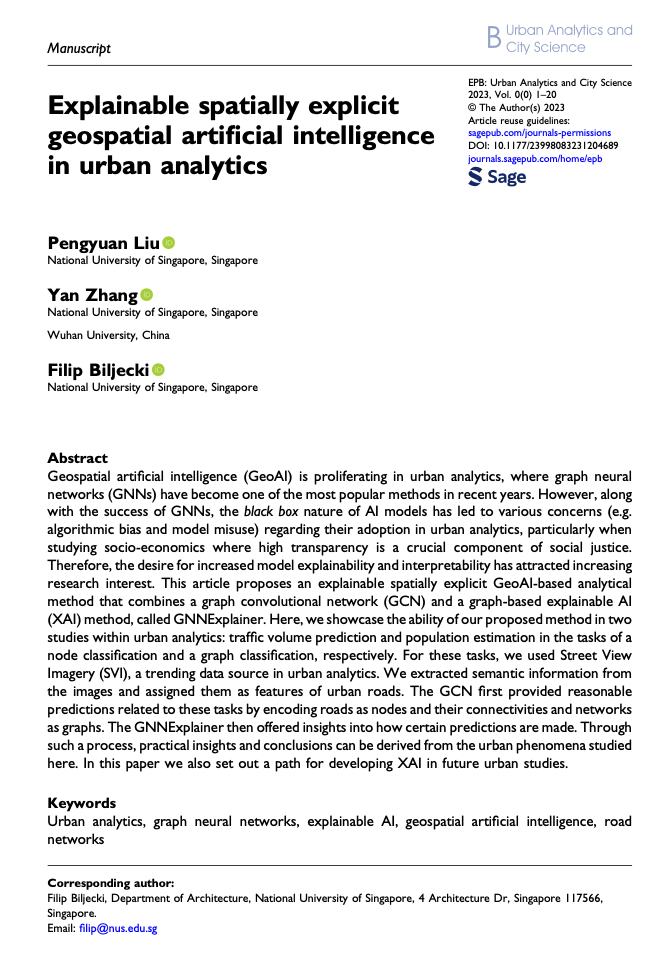 Manuscript
B Urban Analytics and
City Science
EPB: Urban Analytics and City Science
2023, Vol. 0(0) 1–20
© The Author(s) 2023
Article reuse guidelines:
sagepub.com/journals-permissions
DOI: 10.1177/23998083231204689
journals.sagepub.com/home/epb
Sage
Explainable spatially explicit
geospatial artificial intelligence
in urban analytics
Pengyuan Liu iD
National University of Singapore, Singapore
Yan Zhang iD
National University of Singapore, Singapore
Wuhan University, China
Filip Biljecki iD
National University of Singapore, Singapore
Abstract
Geospatial artificial intelligence (GeoAI) is proliferating in urban analytics, where graph neural
networks (GNNs) have become one of the most popular methods in recent years. However, along
with the success of GNNs, the black box nature of AI models has led to various concerns (e.g.
algorithmic bias and model misuse) regarding their adoption in urban analytics, particularly when
studying socio-economics where high transparency is a crucial component of social justice.
Therefore, the desire for increased model explainability and interpretability has attracted increasing
research interest. This article proposes an explainable spatially explicit GeoAI-based analytical
method that combines a graph convolutional network (GCN) and a graph-based explainable AI
(XAI) method, called GNNExplainer. Here, we showcase the ability of our proposed method in two
studies within urban analytics: traffic volume prediction and population estimation in the tasks of a
node classification and a graph classification, respectively. For these tasks, we used Street View
Imagery (SVI), a trending data source in urban analytics. We extracted semantic information from
the images and assigned them as features of urban roads. The GCN first provided reasonable
predictions related to these tasks by encoding roads as nodes and their connectivities and networks
as graphs. The GNNExplainer then offered insights into how certain predictions are made. Through
such a process, practical insights and conclusions can be derived from the urban phenomena studied
here. In this paper we also set out a path for developing XAI in future urban studies.
Keywords
Urban analytics, graph neural networks, explainable AI, geospatial artificial intelligence, road
networks
Corresponding author:
Filip Biljecki, Department of Architecture, National University of Singapore, 4 Architecture Dr, Singapore 117566,
Singapore.
Email: filip@nus.edu.sg